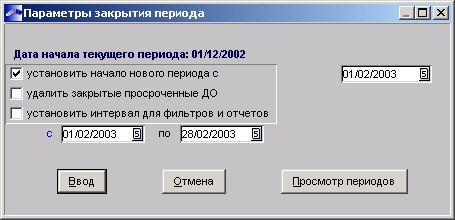 Параметры закрытия периода
Дата начала текущего периода: 01/12/2002
установить начало нового периода с 01/02/2003
удалить закрытые просроченные ДО
установить интервал для фильтров и отчетов
с 01/02/2003 по 28/02/2003
Ввод Отмена Просмотр периодов